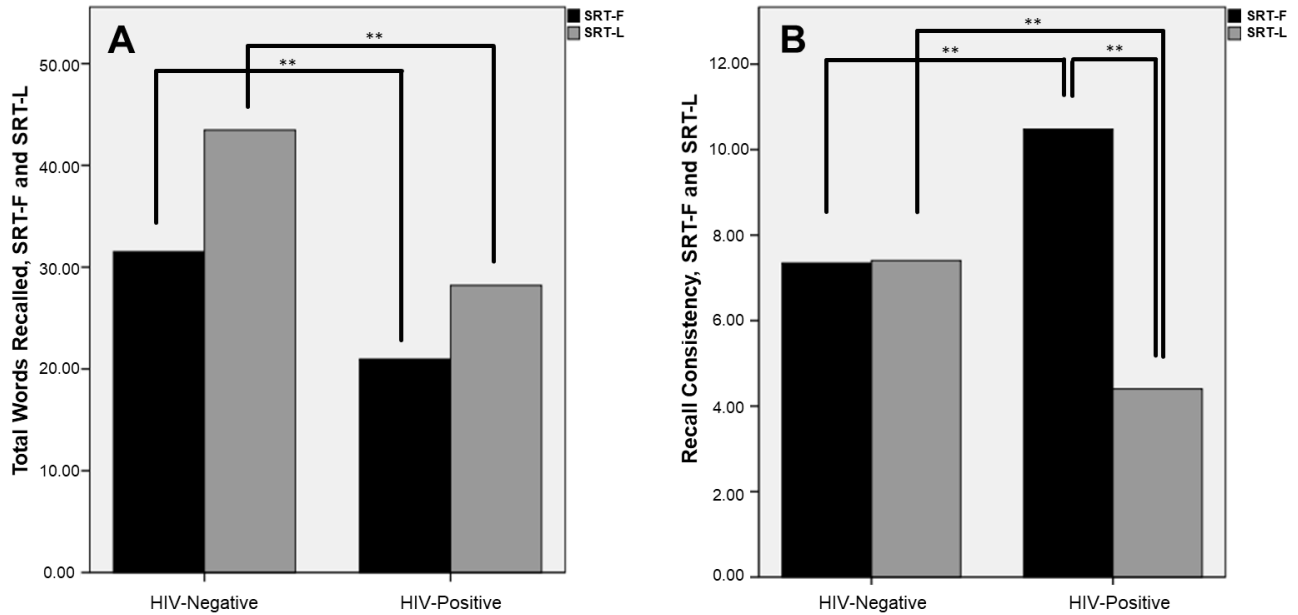 A
SRT-F
SRT-L
**
**
Total Words Recalled, SRT-F and SRT-L
50.00
40.00
30.00
20.00
10.00
0.00
HIV-Negative
HIV-Positive
B
SRT-F
SRT-L
**
**
**
Recall Consistency, SRT-F and SRT-L
12.00
10.00
8.00
6.00
4.00
2.00
0.00
HIV-Negative
HIV-Positive